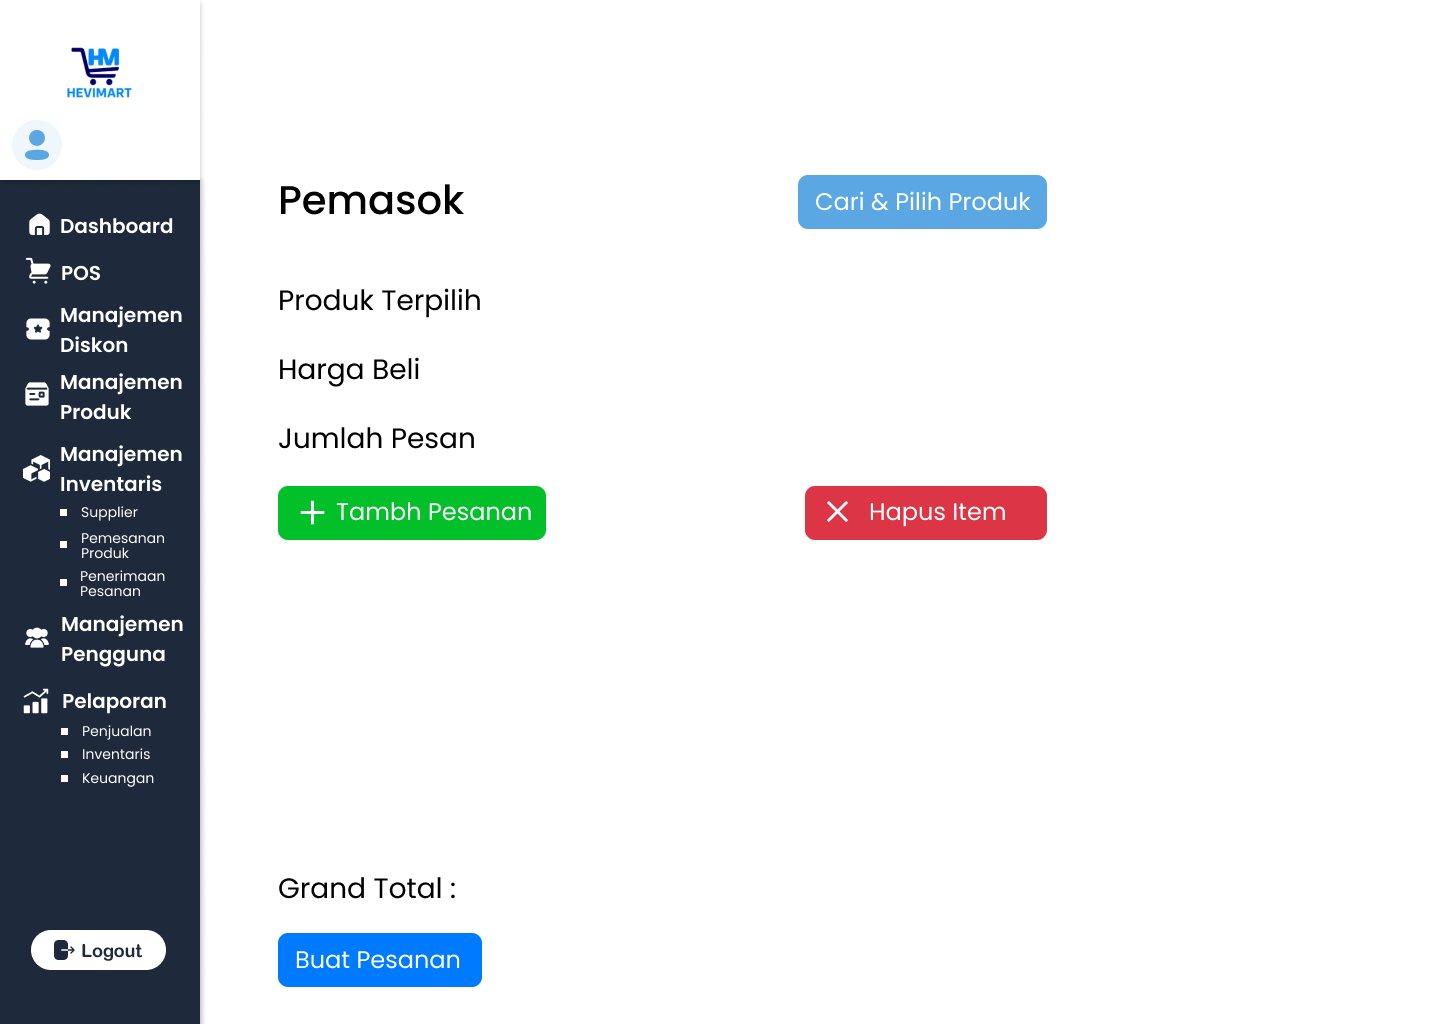 HM
HEVIMART
Dashboard
POS
Manajemen
Diskon
Manajemen
Produk
Manajemen
Inventaris
Supplier
Pemesanan
Produk
Penerimaan
Pesanan
Manajemen
Pengguna
Pelaporan
Penjualan
Inventaris
Keuangan
Logout
Pemasok
Cari & Pilih Produk
Produk Terpilih
Harga Beli
Jumlah Pesan
Tambh Pesanan
Hapus Item
Grand Total :
Buat Pesanan